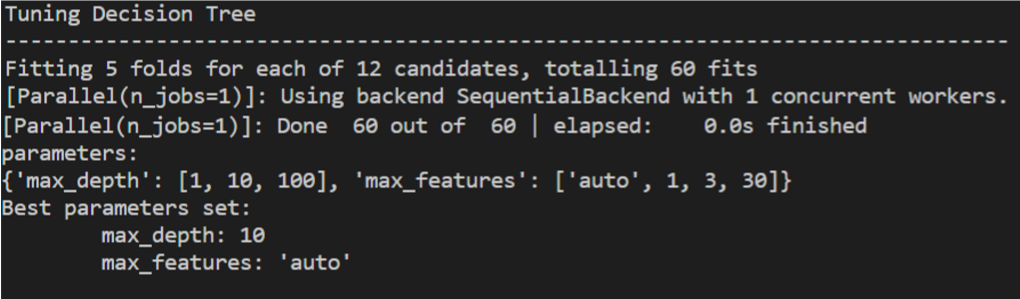 Tuning Decision Tree
--------------------------------------------------------------------------------
Fitting 5 folds for each of 12 candidates, totalling 60 fits
[Parallel(n_jobs=1)]: Using backend SequentialBackend with 1 concurrent workers.
[Parallel(n_jobs=1)]: Done  60 out of  60 | elapsed:    0.0s finished
parameters:
{'max_depth': [1, 10, 100], 'max_features': ['auto', 1, 3, 30]}
Best parameters set:
        max_depth: 10
        max_features: 'auto'